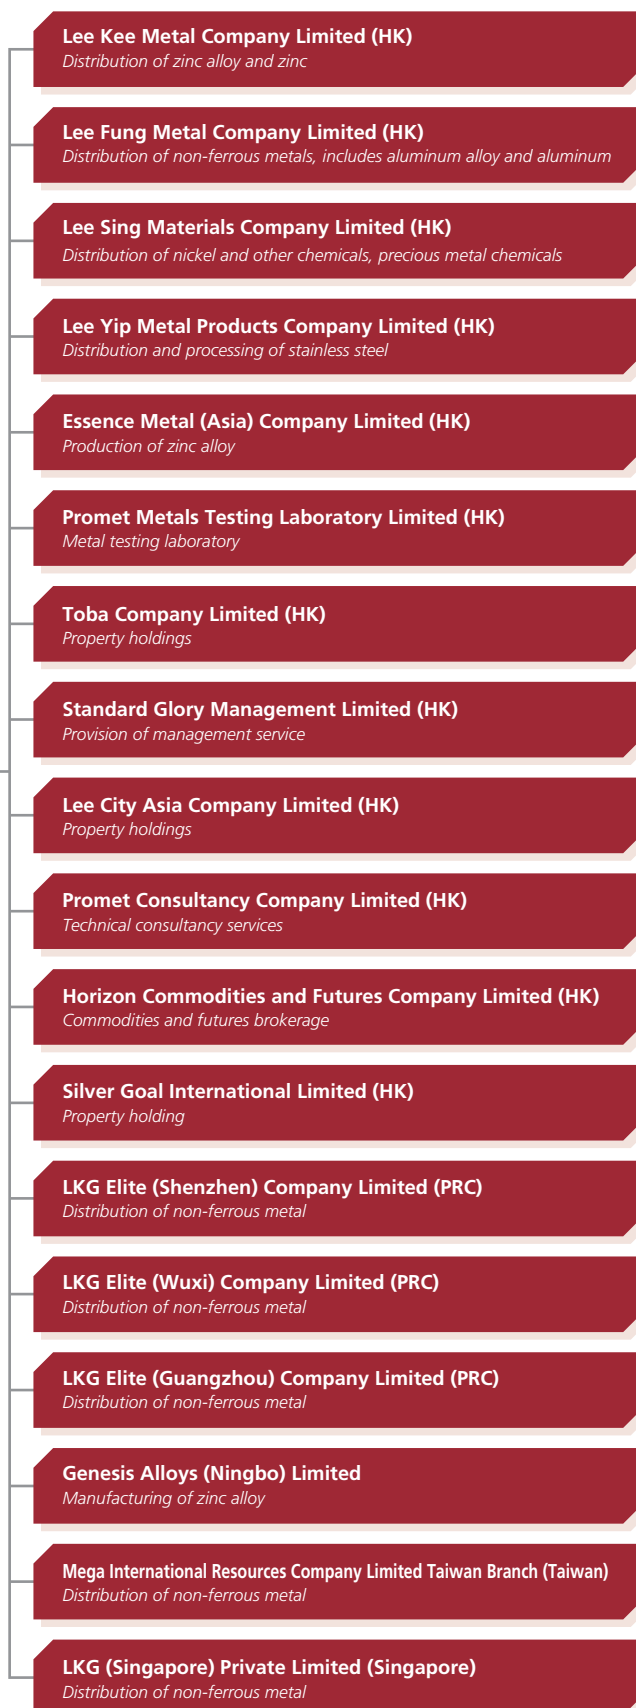 Lee Kee Metal Company Limited (HK)
Distribution of zinc alloy and zinc
Lee Fung Metal Company Limited (HK)
Distribution of non-ferrous metals, includes aluminum alloy and aluminum
Lee Sing Materials Company Limited (HK)
Distribution of nickel and other chemicals, precious metal chemicals
Lee Yip Metal Products Company Limited (HK)
Distribution and processing of stainless steel
Essence Metal (Asia) Company Limited (HK)
Production of zinc alloy
Promet Metals Testing Laboratory Limited (HK)
Metal testing laboratory
Toba Company Limited (HK)
Property holdings
Standard Glory Management Limited (HK)
Provision of management service
Lee City Asia Company Limited (HK)
Property holdings
Promet Consultancy Company Limited (HK)
Technical consultancy services
Horizon Commodities and Futures Company Limited (HK)
Commodities and futures brokerage
Silver Goal International Limited (HK)
Property holding
LKG Elite (Shenzhen) Company Limited (PRC)
Distribution of non-ferrous metal
LKG Elite (Wuxi) Company Limited (PRC)
Distribution of non-ferrous metal
LKG Elite (Guangzhou) Company Limited (PRC)
Distribution of non-ferrous metal
Genesis Alloys (Ningbo) Limited
Manufacturing of zinc alloy
Mega International Resources Company Limited Taiwan Branch (Taiwan)
Distribution of non-ferrous metal
LKG (Singapore) Private Limited (Singapore)
Distribution of non-ferrous metal